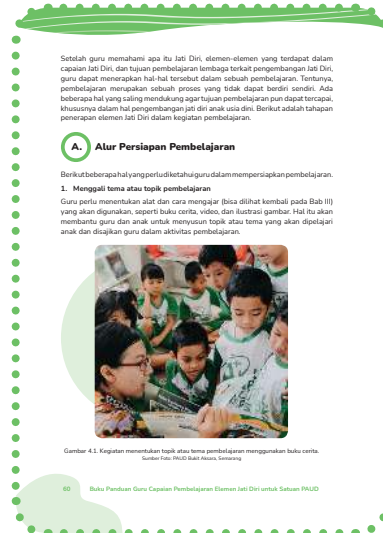 Setelah guru memahami apa itu Jati Diri, elemen-elemen yang terdapat dalam
capaian Jati Diri, dan tujuan pembelajaran lembaga terkait pengembangan Jati Diri,
guru dapat menerapkan hal-hal tersebut dalam sebuah pembelajaran. Tentunya,
pembelajaran merupakan sebuah proses yang tidak dapat berdiri sendiri. Ada
beberapa hal yang saling mendukung agar tujuan pembelajaran pun dapat tercapai,
khususnya dalam hal pengembangan jati diri anak usia dini. Berikut adalah tahapan
penerapan elemen Jati Diri dalam kegiatan pembelajaran.
A. Alur Persiapan Pembelajaran
Berikut beberapa hal yang perlu diketahui guru dalam mempersiapkan pembelajaran.
1. Menggali tema atau topik pembelajaran
Guru perlu menentukan alat dan cara mengajar (bisa dilihat kembali pada Bab III)
yang akan digunakan, seperti buku cerita, video, dan ilustrasi gambar. Hal itu akan
membantu guru dan anak untuk menyusun topik atau tema yang akan dipelajari
anak dan disajikan guru dalam aktivitas pembelajaran.
Gambar 4.1. Kegiatan menentukan topik atau tema pembelajaran menggunakan buku cerita.
Sumber Foto: PAUD Bukit Aksara, Semarang
60 Buku Panduan Guru Capaian Pembelajaran Elemen Jati Diri untuk Satuan PAUD